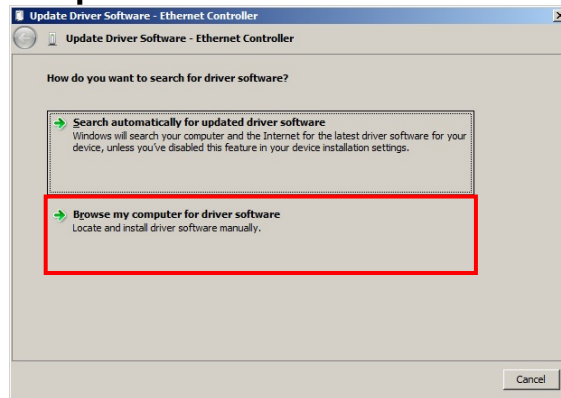 Update Driver Software - Ethernet Controller
Update Driver Software - Ethernet Controller
How do you want to search for driver software?
Search automatically for updated driver software
Windows will search your computer and the Internet for the latest driver software for your
device, unless you've disabled this feature in your device installation settings.
Browse my computer for driver software
Locate and install driver software manually.
Cancel